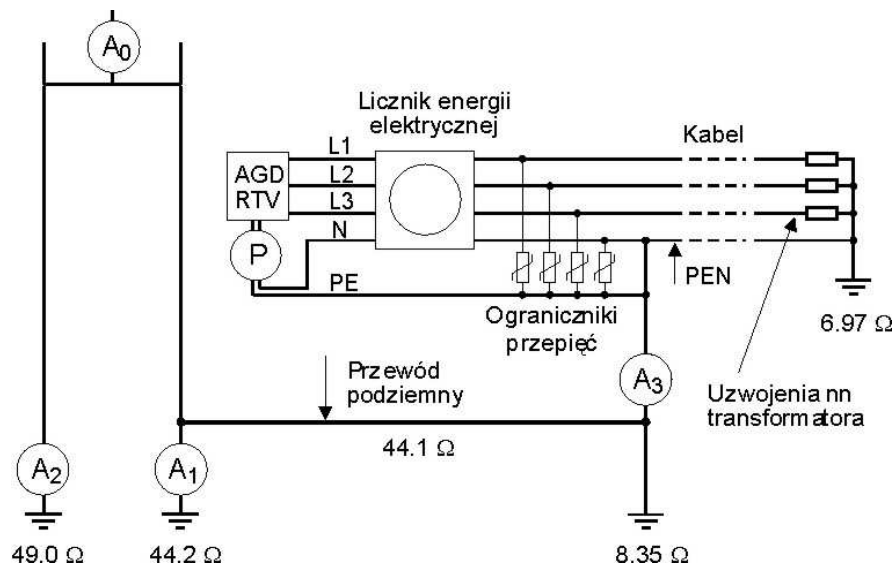 A0
Licznik energii
elektrycznej
Kabel
L1
L2
L3
N
AGD
RTV
P
PE
PEN
Ograniczniki
przepięć
6.97 Ω
Przewód
podziemny
A3
Uzwojenia nn
transformatora
44.1 Ω
A2
A1
49.0 Ω
44.2 Ω
8.35 Ω